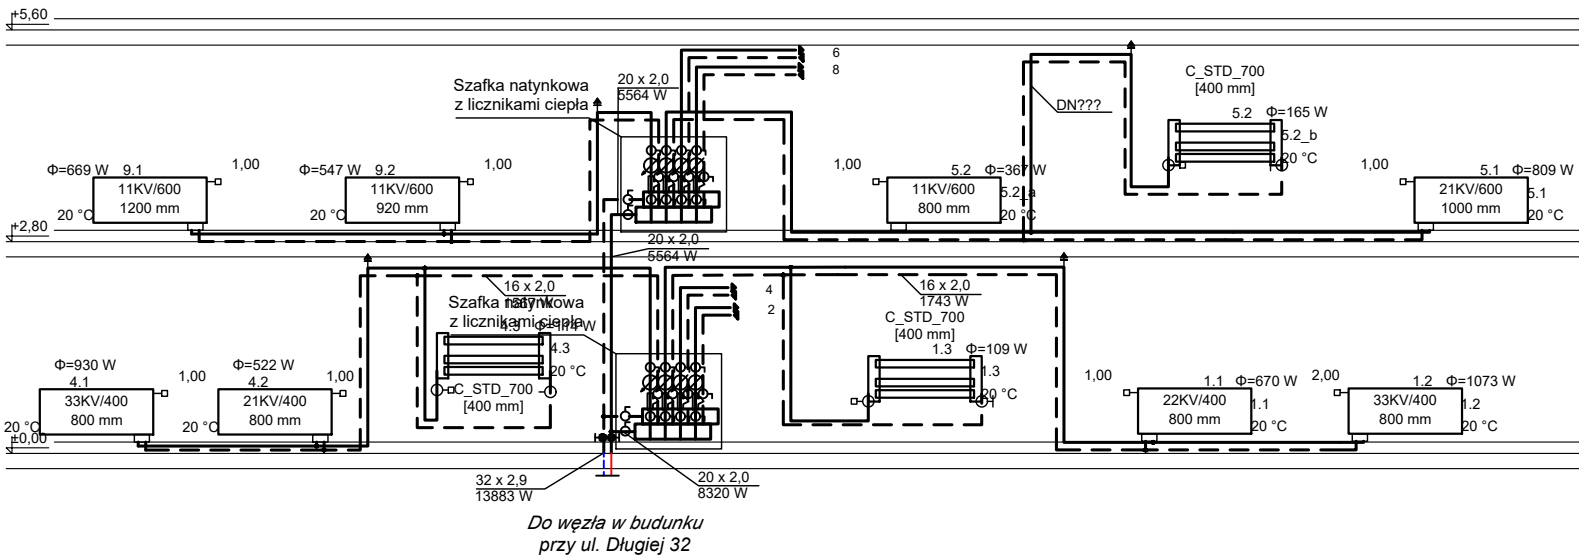 +5,60
6
8
Szafka natynkowa
z licznikami ciepła
20 x 2,0
5564 W
DN???
C_STD_700
[400 mm]
5.2 Φ=165 W
5.2_b
20 °C
Φ=669 W 9.1
1,00
11KV/600
1200 mm
20 °C
Φ=547 W 9.2
1,00
11KV/600
920 mm
20 °C
1,00
5.2 Φ=367 W
11KV/600
800 mm
5.2_a
20 °C
1,00
5.1 Φ=809 W
21KV/600
1000 mm
5.1
20 °C
+2,80
20 x 2,0
5564 W
16 x 2,0
4
2
16 x 2,0
1743 W
Szafka natynkowa
z licznikami ciepła
4.3 Φ=114 W
4.3
20 °C
C_STD_700
[400 mm]
C_STD_700
[400 mm]
1.3 Φ=109 W
1.3
20 °C
Φ=930 W
4.1
1,00
33KV/400
800 mm
20 °C
Φ=522 W
4.2
1,00
21KV/400
800 mm
20 °C
1,00
1.1 Φ=670 W
22KV/400
800 mm
1.1
20 °C
2,00
1.2 Φ=1073 W
33KV/400
800 mm
1.2
20 °C
±0,00
32 x 2,9
13883 W
20 x 2,0
8320 W
Do węzła w budunku
przy ul. Długiej 32